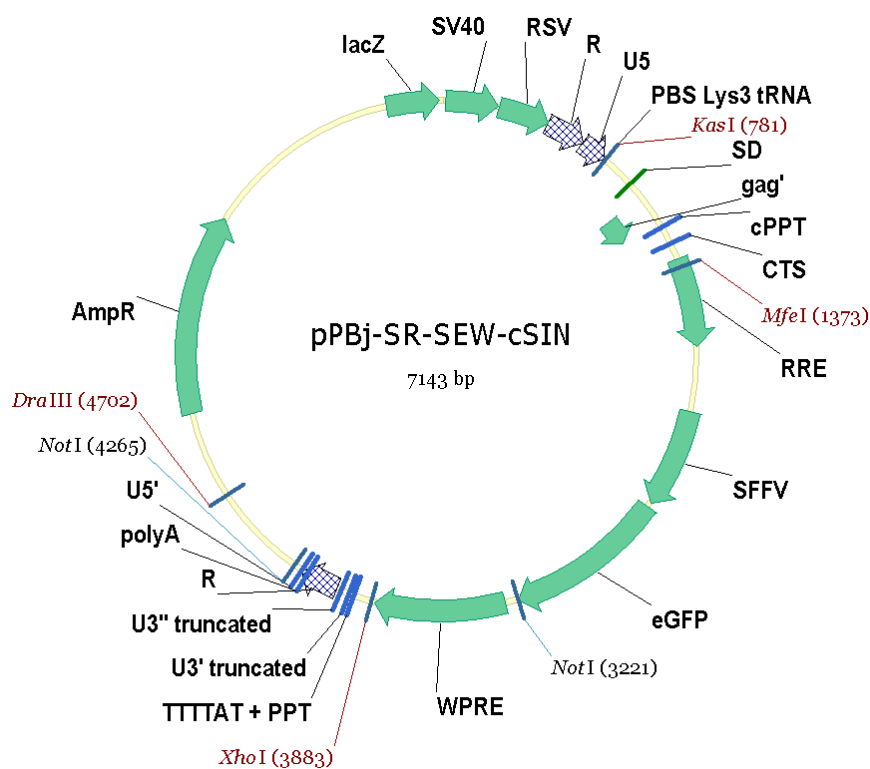 lacZ
SV40
RSV
R
U5
PBS Lys3 tRNA
KasI (781)
SD
gag'
cPPT
CTS
MfeI (1373)
RRE
SFFV
eGFP
NotI (3221)
WPRE
XhoI (3883)
TTTTAT + PPT
U3' truncated
U3" truncated
R
polyA
U5'
NotI (4265)
DraIII (4702)
AmpR
pPBj-SR-SEW-cSIN
7143 bp